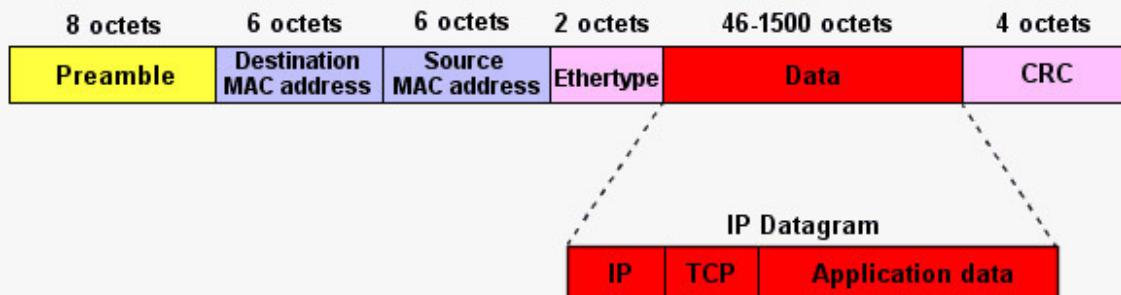 8 octets 6 octets 6 octets 2 octets 46-1500 octets 4 octets
Preamble Destination MAC address Source MAC address Ethertype Data CRC
IP Datagram
IP TCP Application data